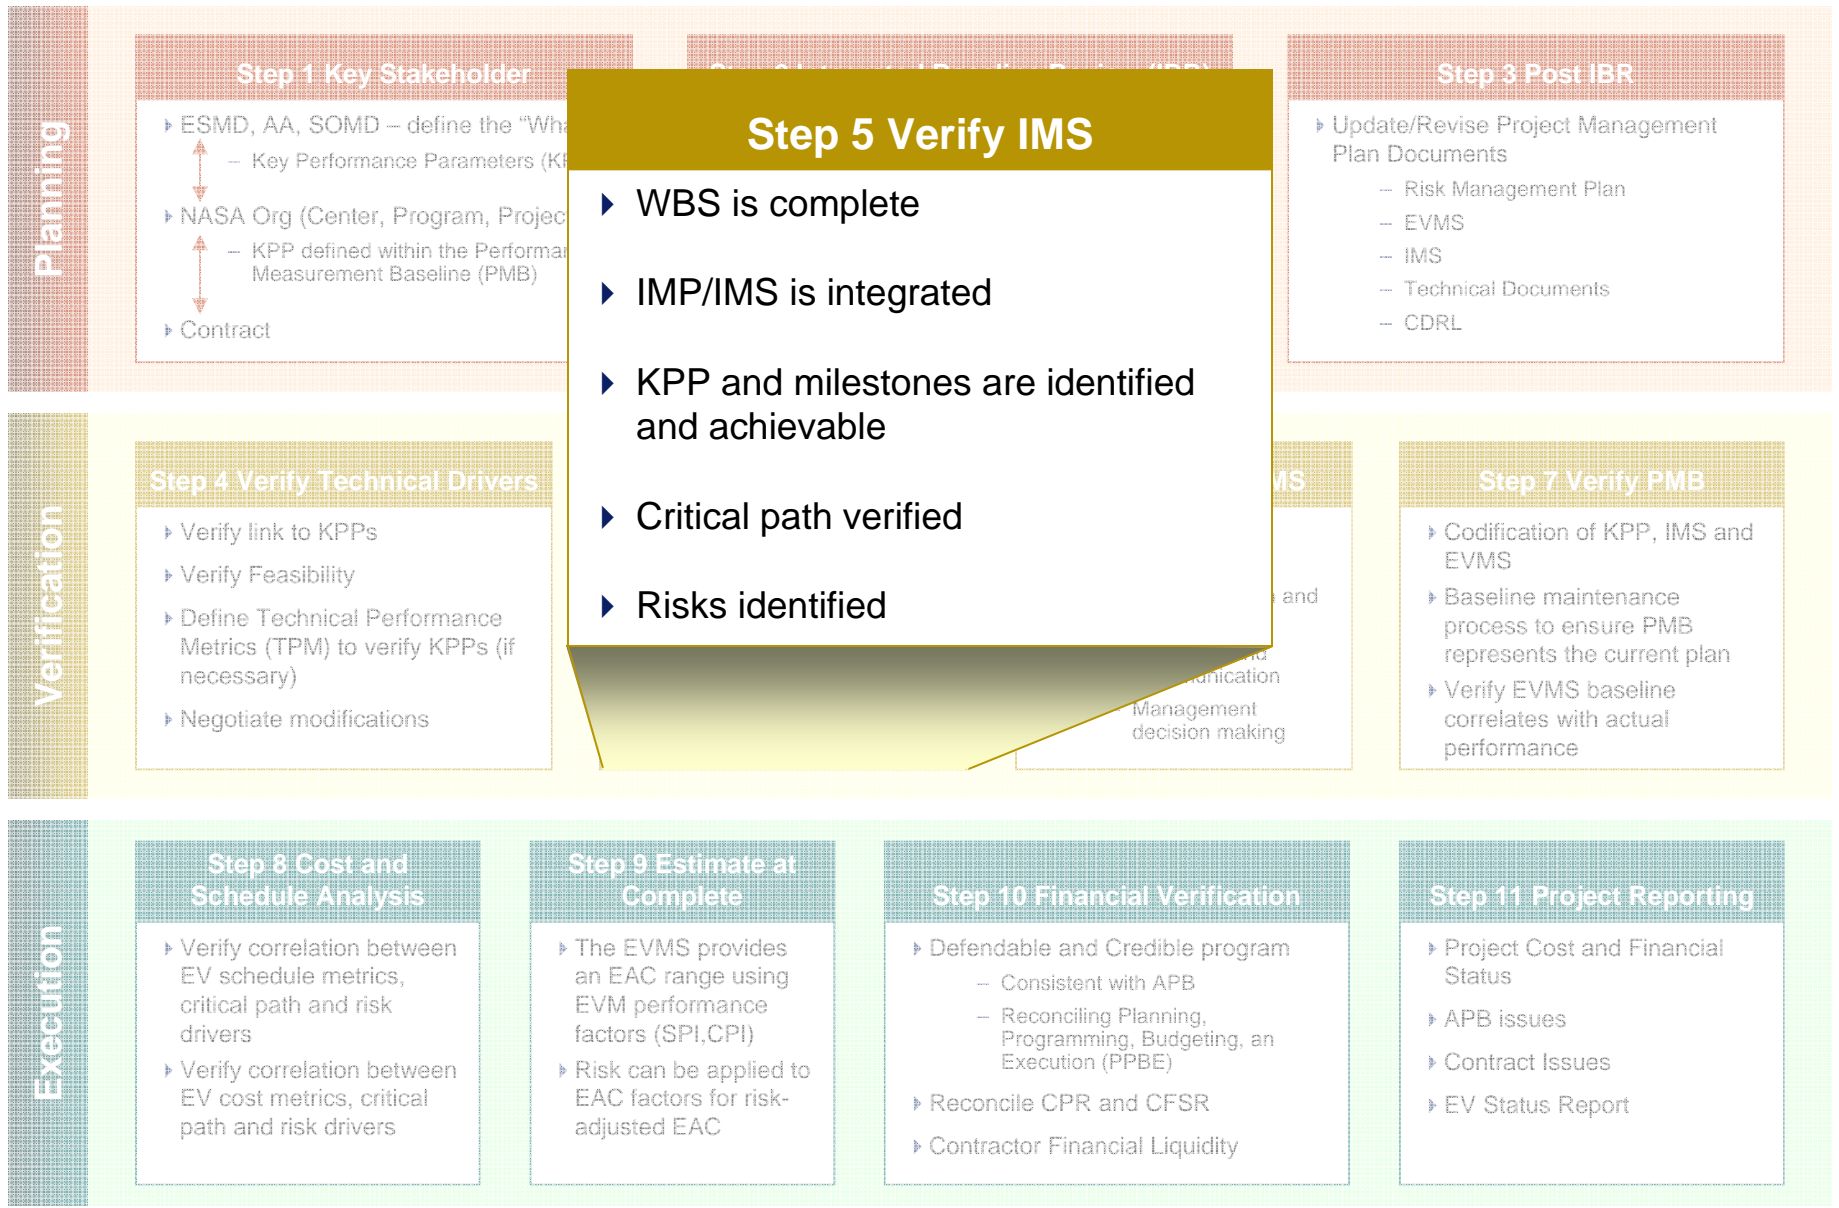 Planning
Step 1 Key Stakeholder
ESMD, AA, SOMD – define the “Wha
– Key Performance Parameters (KP
NASA Org (Center, Program, Project
– KPP defined within the Performan
Measurement Baseline (PMB)
Contract
Step 5 Verify IMS
WBS is complete
IMP/IMS is integrated
KPP and milestones are identified
and achievable
Critical path verified
Risks identified
Step 3 Post IBR
Update/Revise Project Management
Plan Documents
– Risk Management Plan
– EVMS
– IMS
– Technical Documents
– CDRL
Verification
Step 4 Verify Technical Drivers
Verify link to KPPs
Verify Feasibility
Define Technical Performance
Metrics (TPM) to verify KPPs (if
necessary)
Negotiate modifications
MS
and
Management
decision making
Step 7 Verify PMB
Codification of KPP, IMS and
EVMS
Baseline maintenance
process to ensure PMB
represents the current plan
Verify EVMS baseline
correlates with actual
performance
Execution
Step 8 Cost and
Schedule Analysis
Verify correlation between
EV schedule metrics,
critical path and risk
drivers
Verify correlation between
EV cost metrics, critical
path and risk drivers
Step 9 Estimate at
Complete
The EVMS provides
an EAC range using
EVM performance
factors (SPI,CPI)
Risk can be applied to
EAC factors for risk-
adjusted EAC
Step 10 Financial Verification
Defendable and Credible program
– Consistent with APB
– Reconciling Planning,
Programming, Budgeting, an
Execution (PPBE)
Reconcile CPR and CFSR
Contractor Financial Liquidity
Step 11 Project Reporting
Project Cost and Financial
Status
APB issues
Contract Issues
EV Status Report